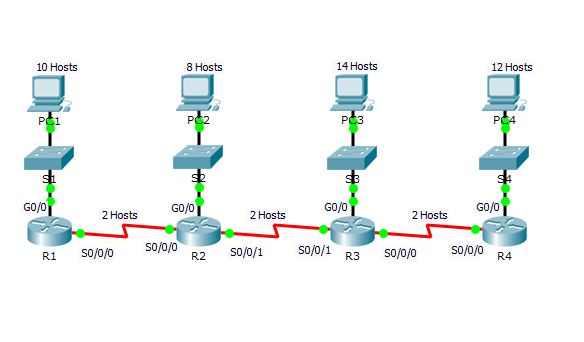 10 Hosts
8 Hosts
14 Hosts
12 Hosts
PC1
PC2
PC3
PC4
S1
S2
S3
S4
G0/0
G0/0
G0/0
G0/0
2 Hosts
2 Hosts
2 Hosts
R1
S0/0/0
S0/0/0
R2
S0/0/1
S0/0/1
R3
S0/0/0
S0/0/0
R4